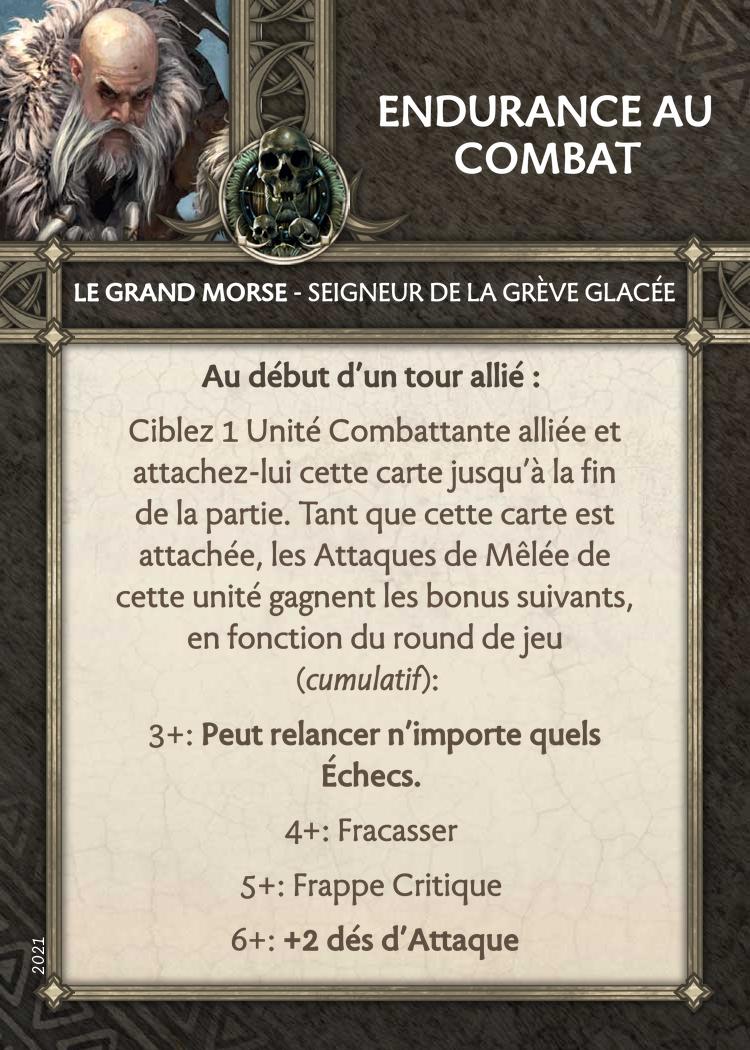 ENDURANCE AU
COMBAT
LE GRAND MORSE - SEIGNEUR DE LA GRÈVE GLACÉE
Au début d’un tour allié :
Ciblez 1 Unité Combattante alliée et
attachez-lui cette carte jusqu’à la fin
de la partie. Tant que cette carte est
attachée, les Attaques de Mêlée de
cette unité gagnent les bonus suivants,
en fonction du round de jeu
(cumulatif):
3+: Peut relancer n’importe quels
Échecs.
4+: Fracasser
5+: Frappe Critique
6+: +2 dés d’Attaque
2021